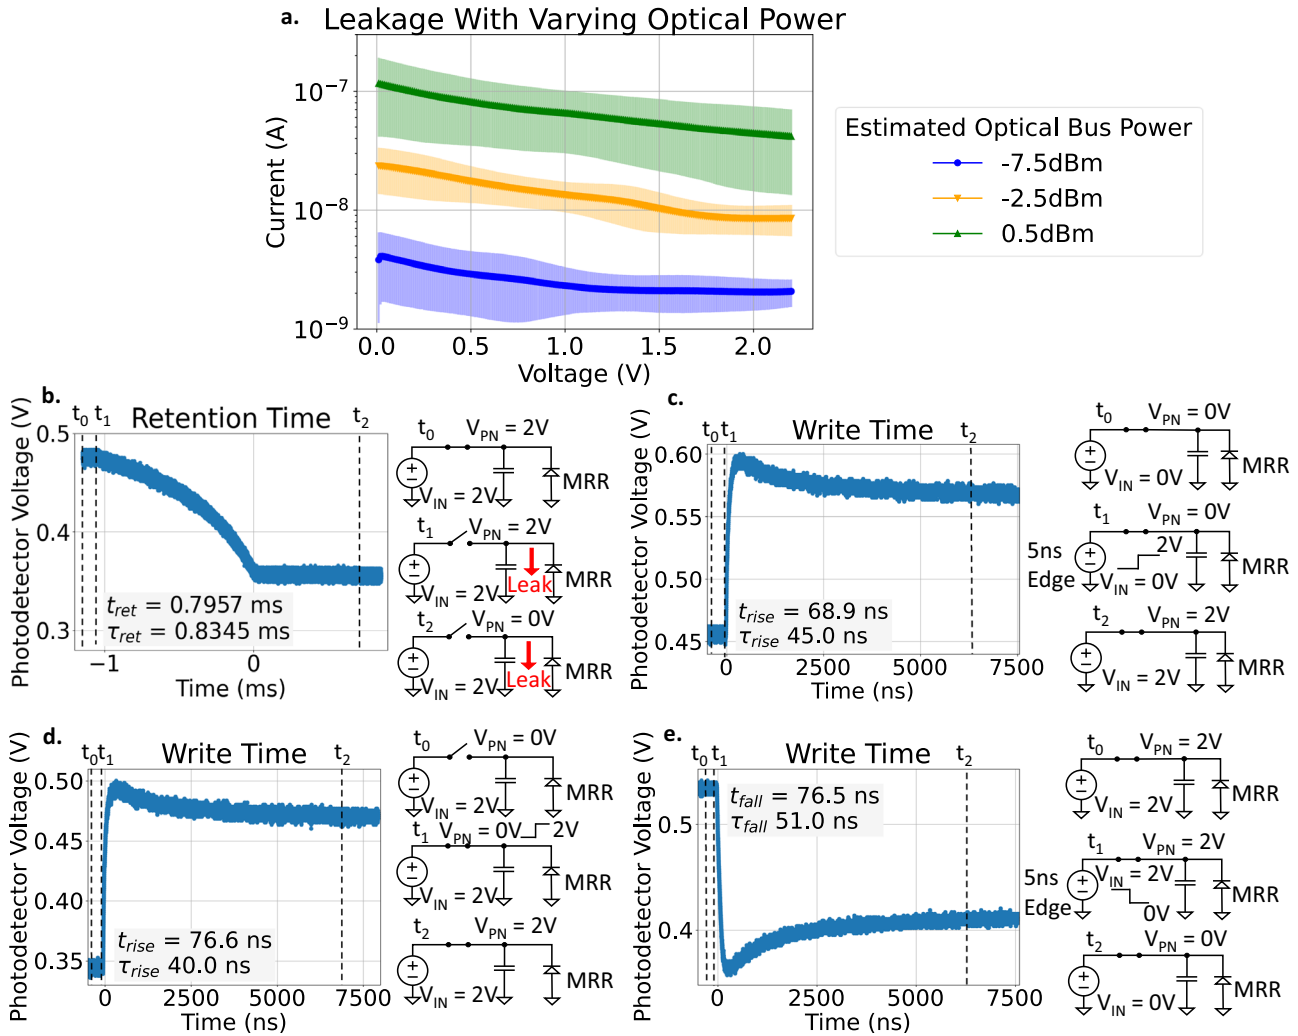 a. Leakage With Varying Optical Power
Current (A)
10⁻⁷
10⁻⁸
10⁻⁹
0.0 0.5 1.0 1.5 2.0
Voltage (V)
Estimated Optical Bus Power
-7.5dBm
-2.5dBm
0.5dBm
b.
t₀ t₁ Retention Time t₂
Photodetector Voltage (V)
0.5
0.4
0.3
t_ret = 0.7957 ms
τ_ret = 0.8345 ms
−1 0
Time (ms)
t₀ V_PN = 2V
+
−
V_IN = 2V
MRR
t₁ V_PN = 2V
+
−
V_IN = 2V
Leak
MRR
t₂ V_PN = 0V
+
−
V_IN = 2V
Leak
MRR
c.
t₀ t₁ Write Time t₂
Photodetector Voltage (V)
0.60
0.55
0.50
0.45
t_rise = 68.9 ns
τ_rise 45.0 ns
0 2500 5000 7500
Time (ns)
t₀ V_PN = 0V
+
−
V_IN = 0V
MRR
t₁ V_PN = 0V
5ns
Edge
+
−
2V
V_IN = 0V
MRR
t₂ V_PN = 2V
+
−
V_IN = 2V
MRR
d.
t₀ t₁ Write Time t₂
Photodetector Voltage (V)
0.50
0.45
0.40
0.35
t_rise = 76.6 ns
τ_rise 40.0 ns
0 2500 5000 7500
Time (ns)
t₀ V_PN = 0V
+
−
V_IN = 2V
MRR
t₁ V_PN = 0V 2V
+
−
V_IN = 2V
MRR
t₂ V_PN = 2V
+
−
V_IN = 2V
MRR
e.
t₀ t₁ Write Time t₂
Photodetector Voltage (V)
0.5
0.4
t_fall = 76.5 ns
τ_fall 51.0 ns
0 2500 5000 7500
Time (ns)
t₀ V_PN = 2V
+
−
V_IN = 2V
MRR
t₁ V_PN = 2V
5ns
Edge
+
−
V_IN = 2V
0V
MRR
t₂ V_PN = 0V
+
−
V_IN = 0V
MRR